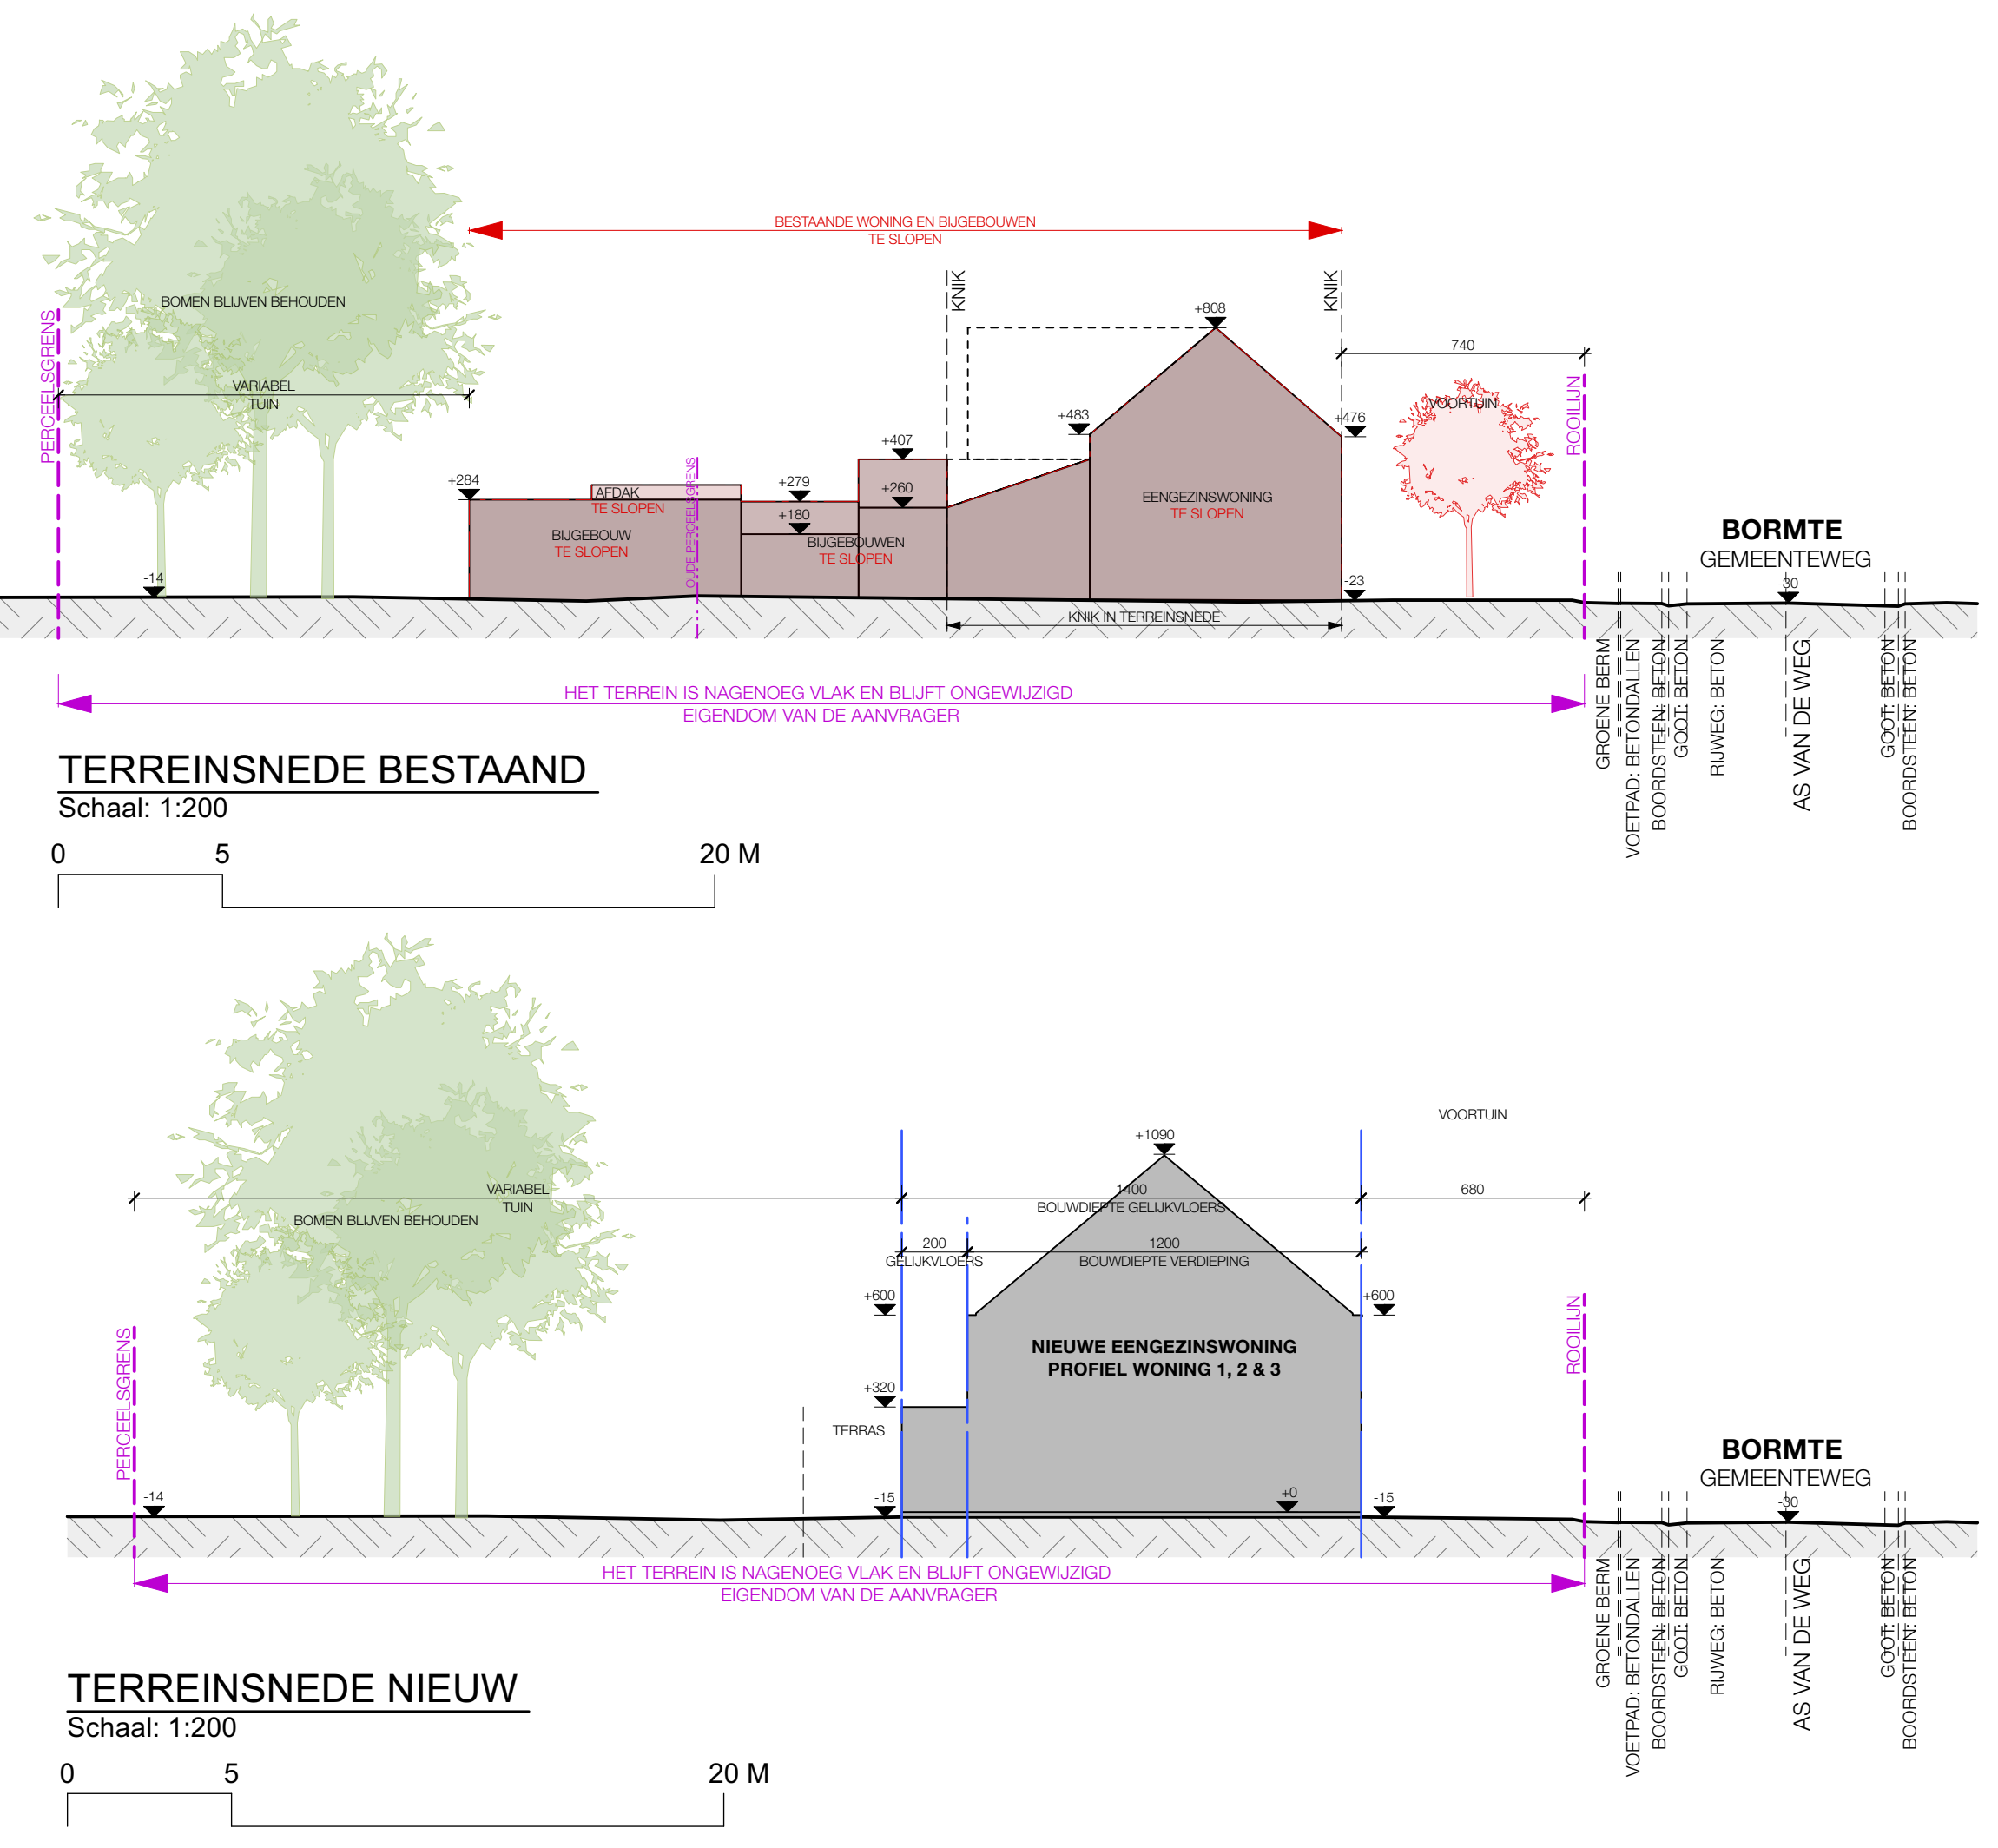 BESTAANDE WONING EN BIJGEBOUWEN
TE SLOPEN
KNIK
KNIK
BOMEN BLIJVEN BEHOUDEN
PERCEELSGRENS
+808
740
VARIABEL
TUIN
ROOILIJN
VOORTUIN
+483
+476
+407
+284
+279
+260
AFDAK
TE SLOPEN
+180
BIJGEBOUW
TE SLOPEN
OUDE PERCEELSGRENS
BIJGEBOUWEN
TE SLOPEN
EENGEZINSWONING
TE SLOPEN
BORMTE
GEMEENTEWEG
-14
-23
-30
KNIK IN TERREINSNEDE
HET TERREIN IS NAGENOEG VLAK EN BLIJFT ONGEWIJZIGD
EIGENDOM VAN DE AANVRAGER
GROENE BERM
VOETPAD: BETONDALLEN
BOORDSTEEN: BETON
GOOT: BETON
RIJWEG: BETON
AS VAN DE WEG
GOOT: BETON
BOORDSTEEN: BETON
TERREINSNEDE BESTAAND
Schaal: 1:200
0 5 20 M
VOORTUIN
+1090
VARIABEL
TUIN
1400
BOUWDIEPTE GELIJKVLOERS
680
BOMEN BLIJVEN BEHOUDEN
200
GELIJKVLOERS
1200
BOUWDIEPTE VERDIEPING
+600
+600
PERCEELSGRENS
ROOILIJN
NIEUWE EENGEZINSWONING
PROFIEL WONING 1, 2 & 3
+320
TERRAS
BORMTE
GEMEENTEWEG
-14
-15
+0
-15
-30
HET TERREIN IS NAGENOEG VLAK EN BLIJFT ONGEWIJZIGD
EIGENDOM VAN DE AANVRAGER
GROENE BERM
VOETPAD: BETONDALLEN
BOORDSTEEN: BETON
GOOT: BETON
RIJWEG: BETON
AS VAN DE WEG
GOOT: BETON
BOORDSTEEN: BETON
TERREINSNEDE NIEUW
Schaal: 1:200
0 5 20 M